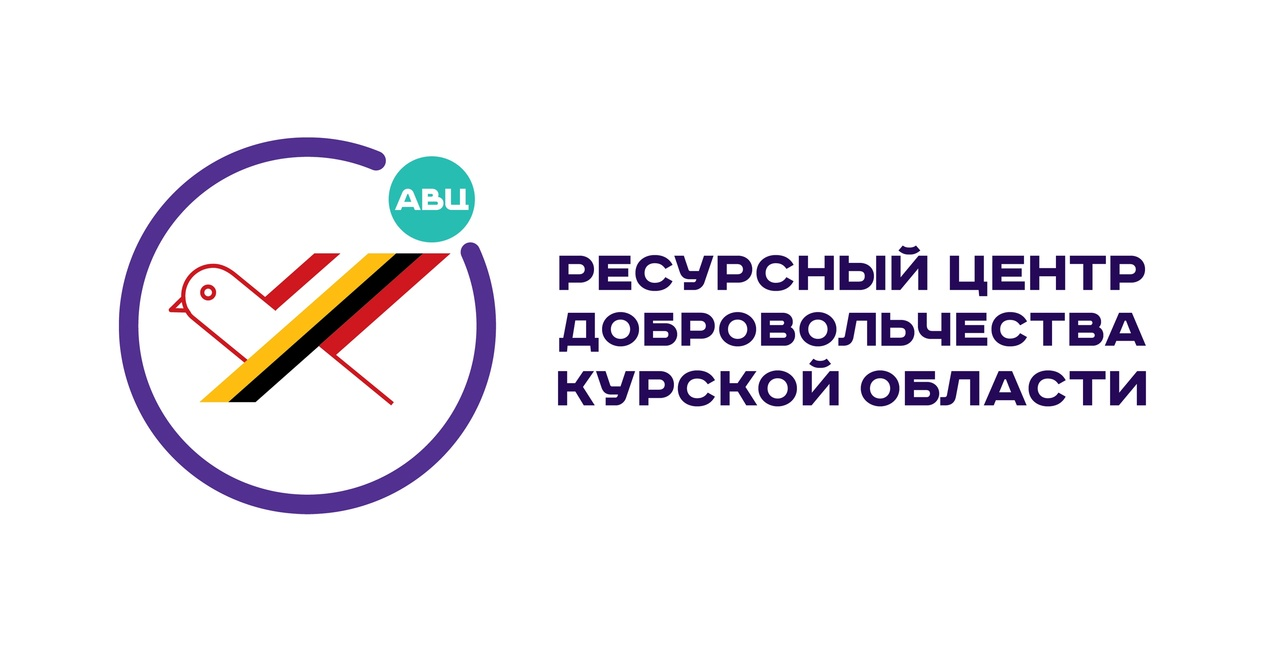 АВЦ
РЕСУРСНЫЙ ЦЕНТР
ДОБРОВОЛЬЧЕСТВА
КУРСКОЙ ОБЛАСТИ